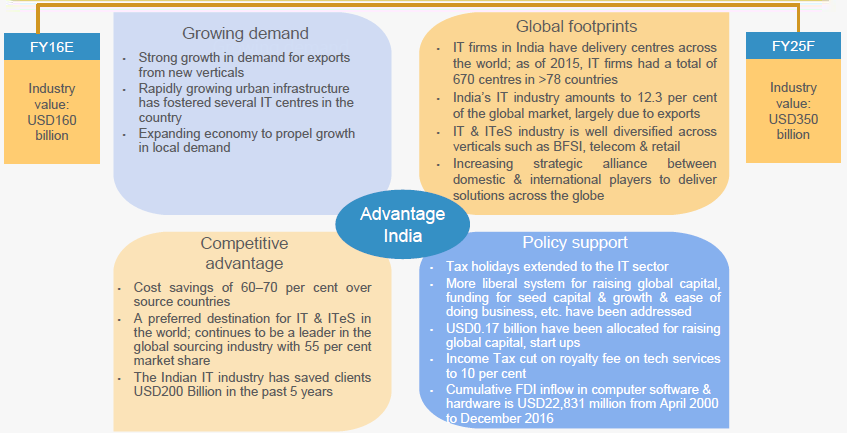 FY16E
Industry
value:
USD160
billion
Growing demand
• Strong growth in demand for exports
from new verticals
• Rapidly growing urban infrastructure
has fostered several IT centres in the
country
• Expanding economy to propel growth
in local demand
Global footprints
• IT firms in India have delivery centres across
the world; as of 2015, IT firms had a total of
670 centres in >78 countries
• India's IT industry amounts to 12.3 per cent
of the global market, largely due to exports
• IT & ITeS industry is well diversified across
verticals such as BFSI, telecom & retail
• Increasing strategic alliance between
domestic & international players to deliver
solutions across the globe
FY25F
Industry
value:
USD350
billion
Advantage
India
Competitive
advantage
• Cost savings of 60–70 per cent over
source countries
• A preferred destination for IT & ITeS in
the world; continues to be a leader in the
global sourcing industry with 55 per cent
market share
• The Indian IT industry has saved clients
USD200 Billion in the past 5 years
Policy support
• Tax holidays extended to the IT sector
• More liberal system for raising global capital,
funding for seed capital & growth & ease of
doing business, etc. have been addressed
• USD0.17 billion have been allocated for raising
global capital, start ups
• Income Tax cut on royalty fee on tech services
to 10 per cent
• Cumulative FDI inflow in computer software &
hardware is USD22,831 million from April 2000
to December 2016